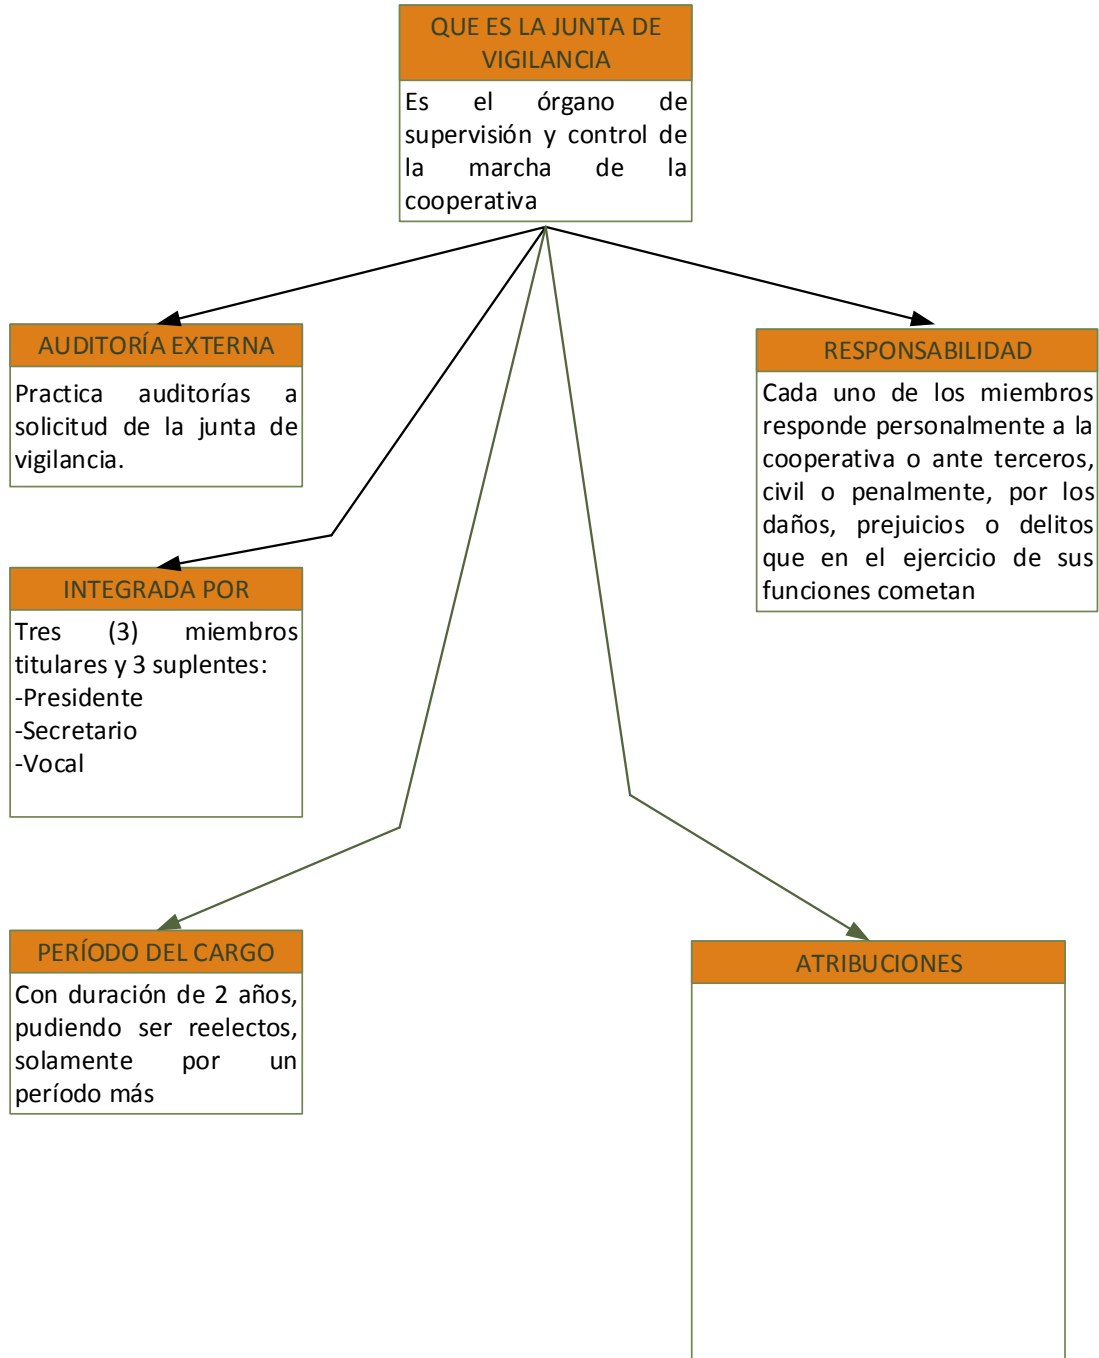 QUE ES LA JUNTA DE
VIGILANCIA
Es el órgano de
supervisión y control de
la marcha de la
cooperativa
AUDITORÍA EXTERNA
Practica auditorías a
solicitud de la junta de
vigilancia.
RESPONSABILIDAD
Cada uno de los miembros
responde personalmente a la
cooperativa o ante terceros,
civil o penalmente, por los
daños, prejuicios o delitos
que en el ejercicio de sus
funciones cometan
INTEGRADA POR
Tres (3) miembros
titulares y 3 suplentes:
-Presidente
-Secretario
-Vocal
PERÍODO DEL CARGO
Con duración de 2 años,
pudiendo ser reelectos,
solamente por un
período más
ATRIBUCIONES